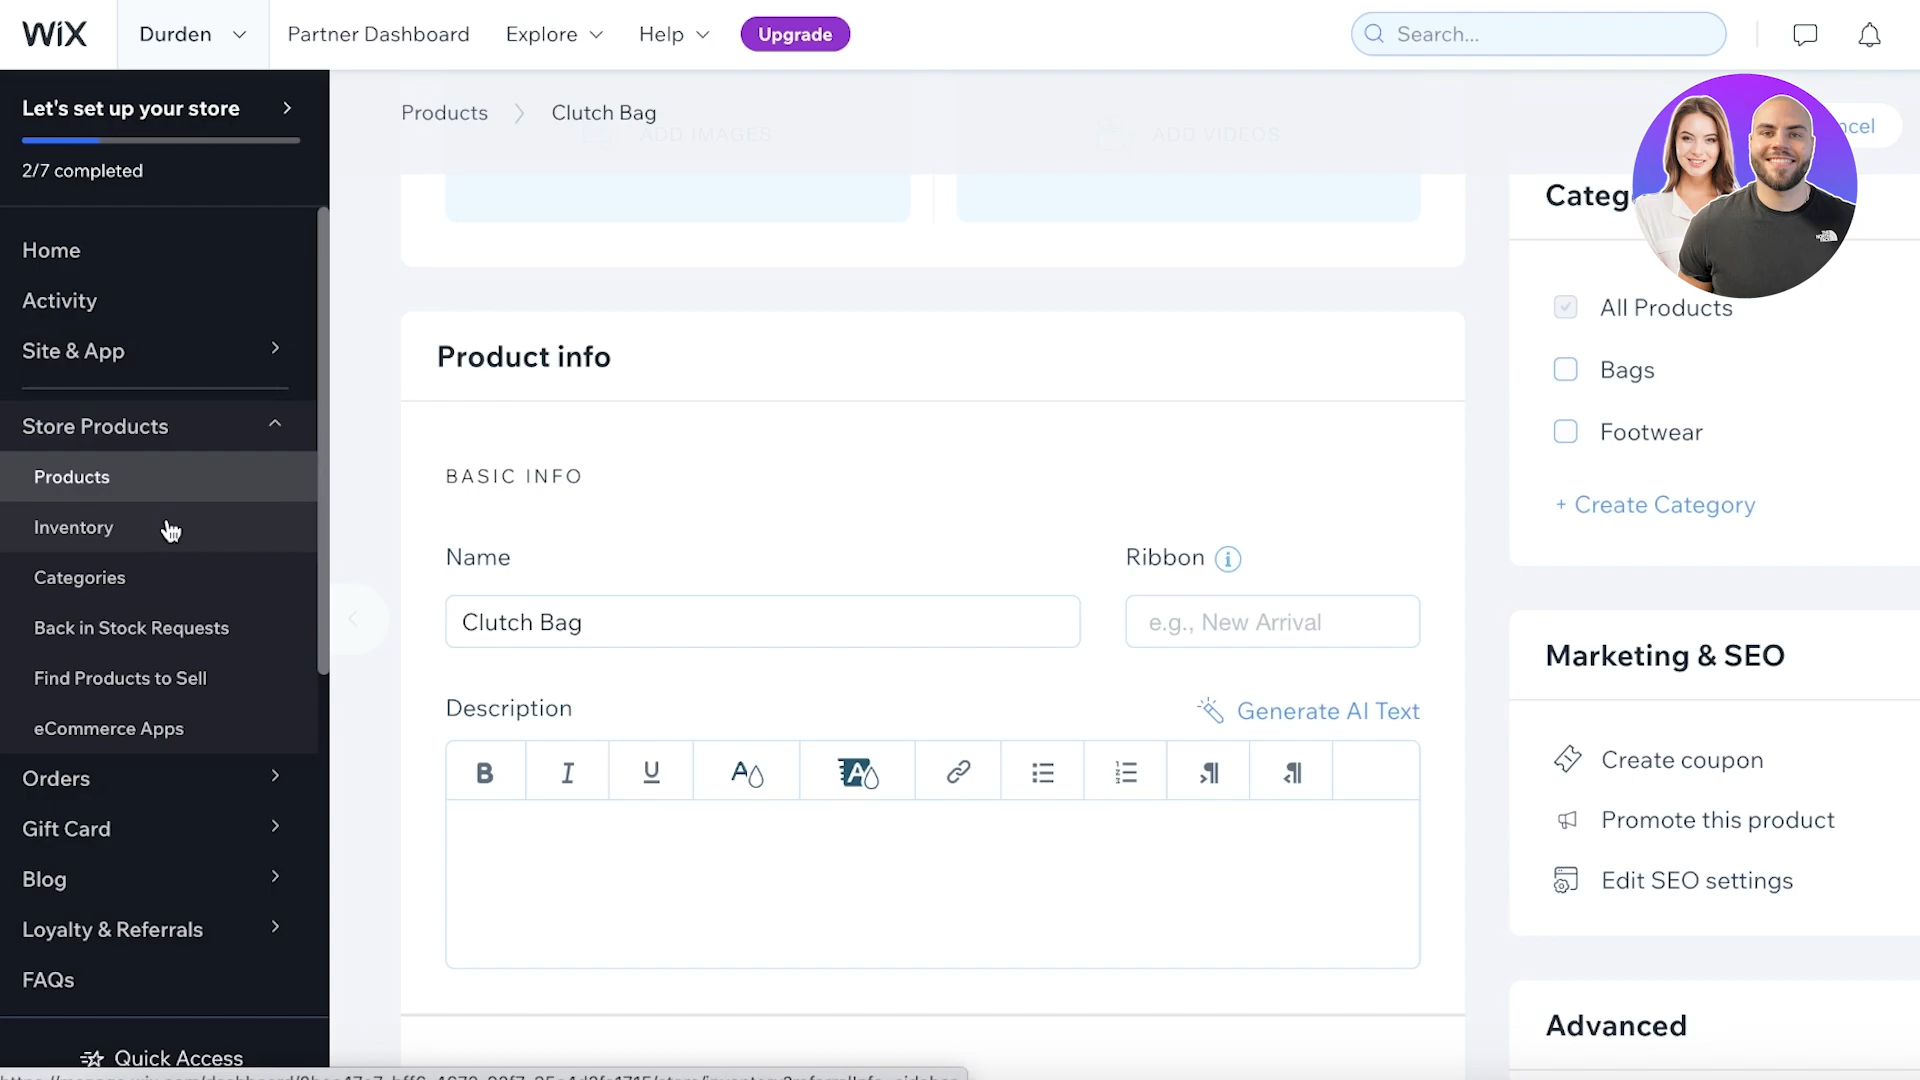 WiX
Durden
Partner Dashboard
Explore
Help
Upgrade
Search...
Let's set up your store
2/7 completed
Home
Activity
Site & App
Store Products
Products
Inventory
Categories
Back in Stock Requests
Find Products to Sell
eCommerce Apps
Orders
Gift Card
Blog
Loyalty & Referrals
FAQs
Quick Access
Products
Clutch Bag
ADD IMAGES
ADD VIDEOS
Product info
BASIC INFO
Name
Clutch Bag
Ribbon
e.g., New Arrival
Description
Generate AI Text
All Products
Bags
Footwear
+ Create Category
Marketing & SEO
Create coupon
Promote this product
Edit SEO settings
Advanced